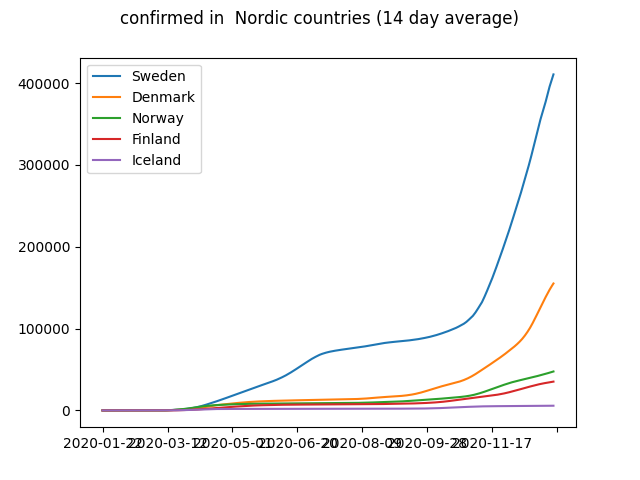 confirmed in  Nordic countries (14 day average)
Sweden
Denmark
Norway
Finland
Iceland
400000
300000
200000
100000
0
2020-01-22 2020-03-12 2020-05-01 2020-06-20 2020-08-09 2020-09-28 2020-11-17